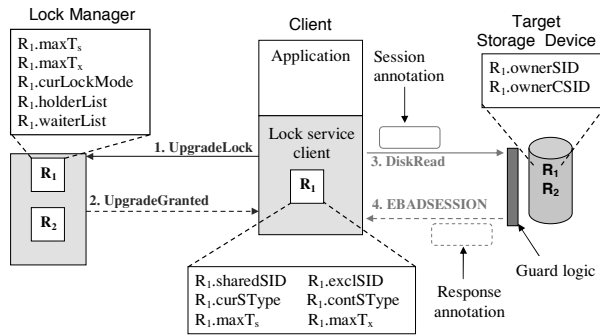 Lock Manager
Client
Target
Storage Device
R₁.maxTₛ
R₁.maxTₓ
R₁.curLockMode
R₁.holderList
R₁.waiterList
Application
Session
annotation
R₁.ownerSID
R₁.ownerCSID
1. UpgradeLock
Lock service
client
3. DiskRead
R₁
R₁
R₁
R₂
2. UpgradeGranted
R₂
4. EBADSESSION
Guard logic
R₁.sharedSID R₁.exclSID
R₁.curSType R₁.contSType
R₁.maxTₛ R₁.maxTₓ
Response
annotation